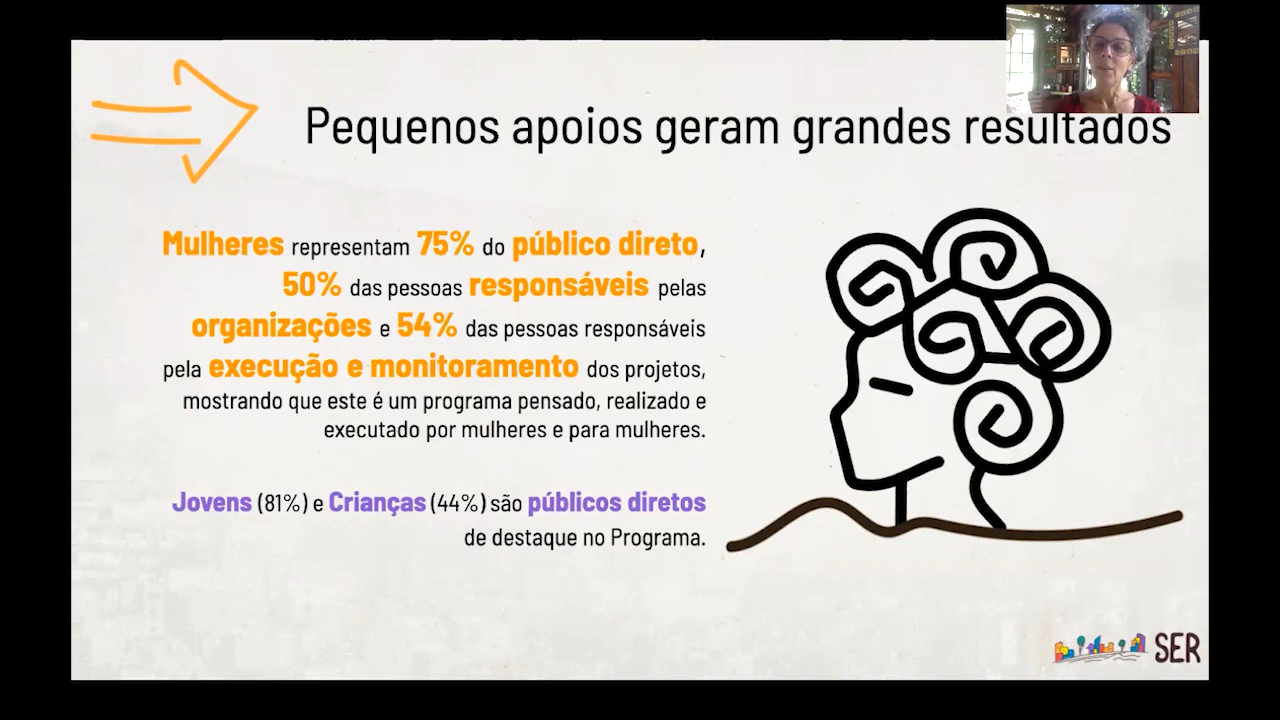 Pequenos apoios geram grandes resultados
Mulheres representam 75% do público direto,
50% das pessoas responsáveis pelas
organizações e 54% das pessoas responsáveis
pela execução e monitoramento dos projetos,
mostrando que este é um programa pensado, realizado e
executado por mulheres e para mulheres.
Jovens (81%) e Crianças (44%) são públicos diretos
de destaque no Programa.
SER